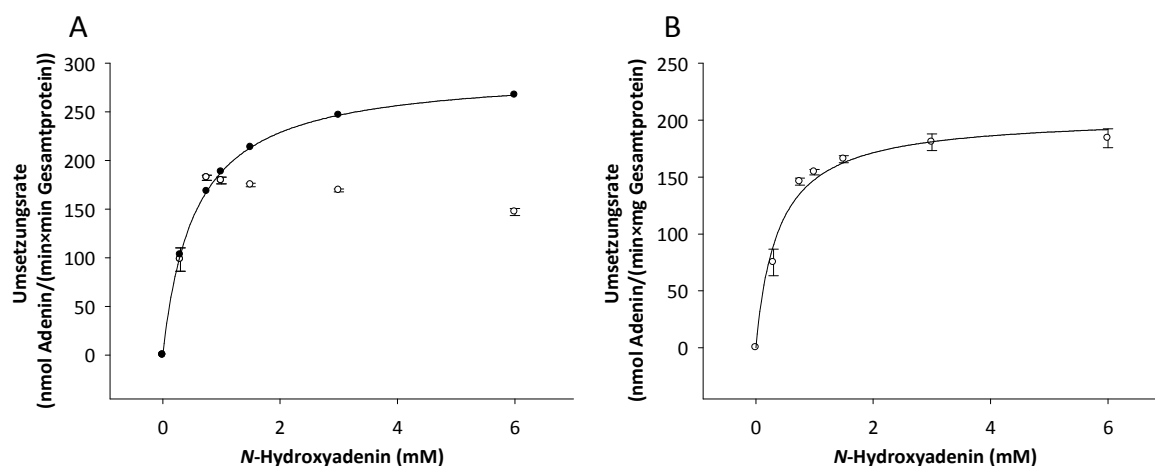 A
Umsetzungsrate
(nmol Adenin/(min×min Gesamtprotein))
300
250
200
150
100
50
0
0 2 4 6
N-Hydroxyadenin (mM)
B
Umsetzungsrate
(nmol Adenin/(min×mg Gesamtprotein)
250
200
150
100
50
0
0 2 4 6
N-Hydroxyadenin (mM)